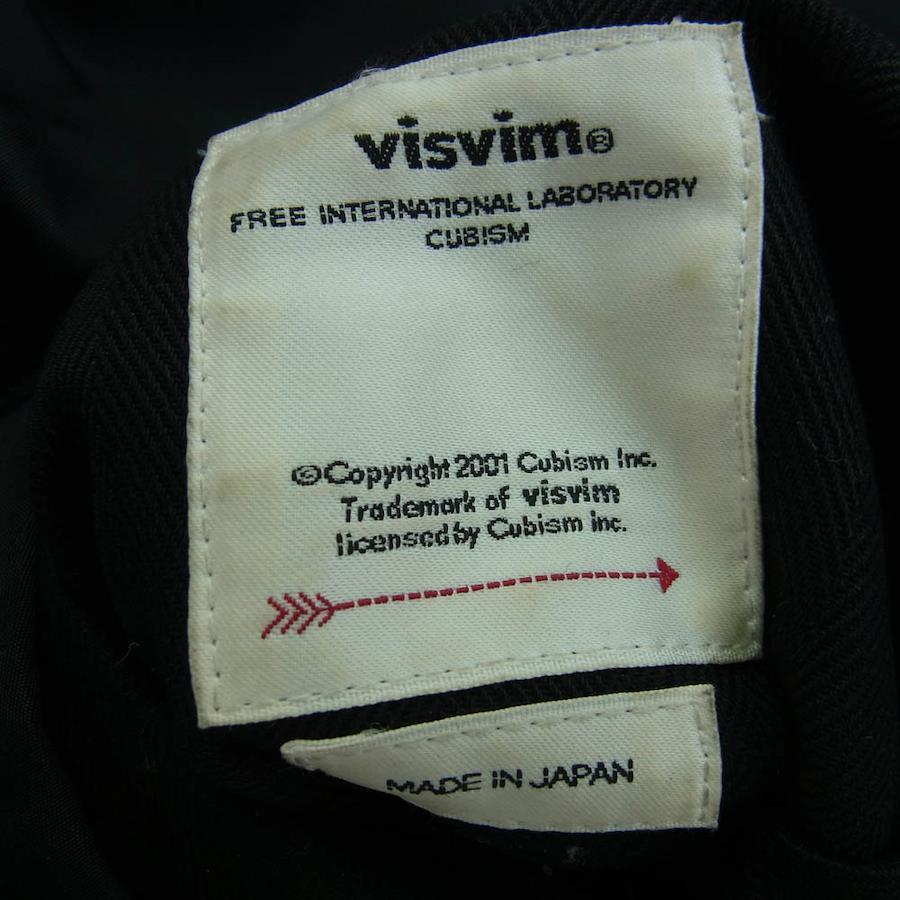 visvim®
FREE INTERNATIONAL LABORATORY
CUBISM
©Copyright 2001 Cubism Inc.
Trademark of visvim
licensed by Cubism inc.
MADE IN JAPAN